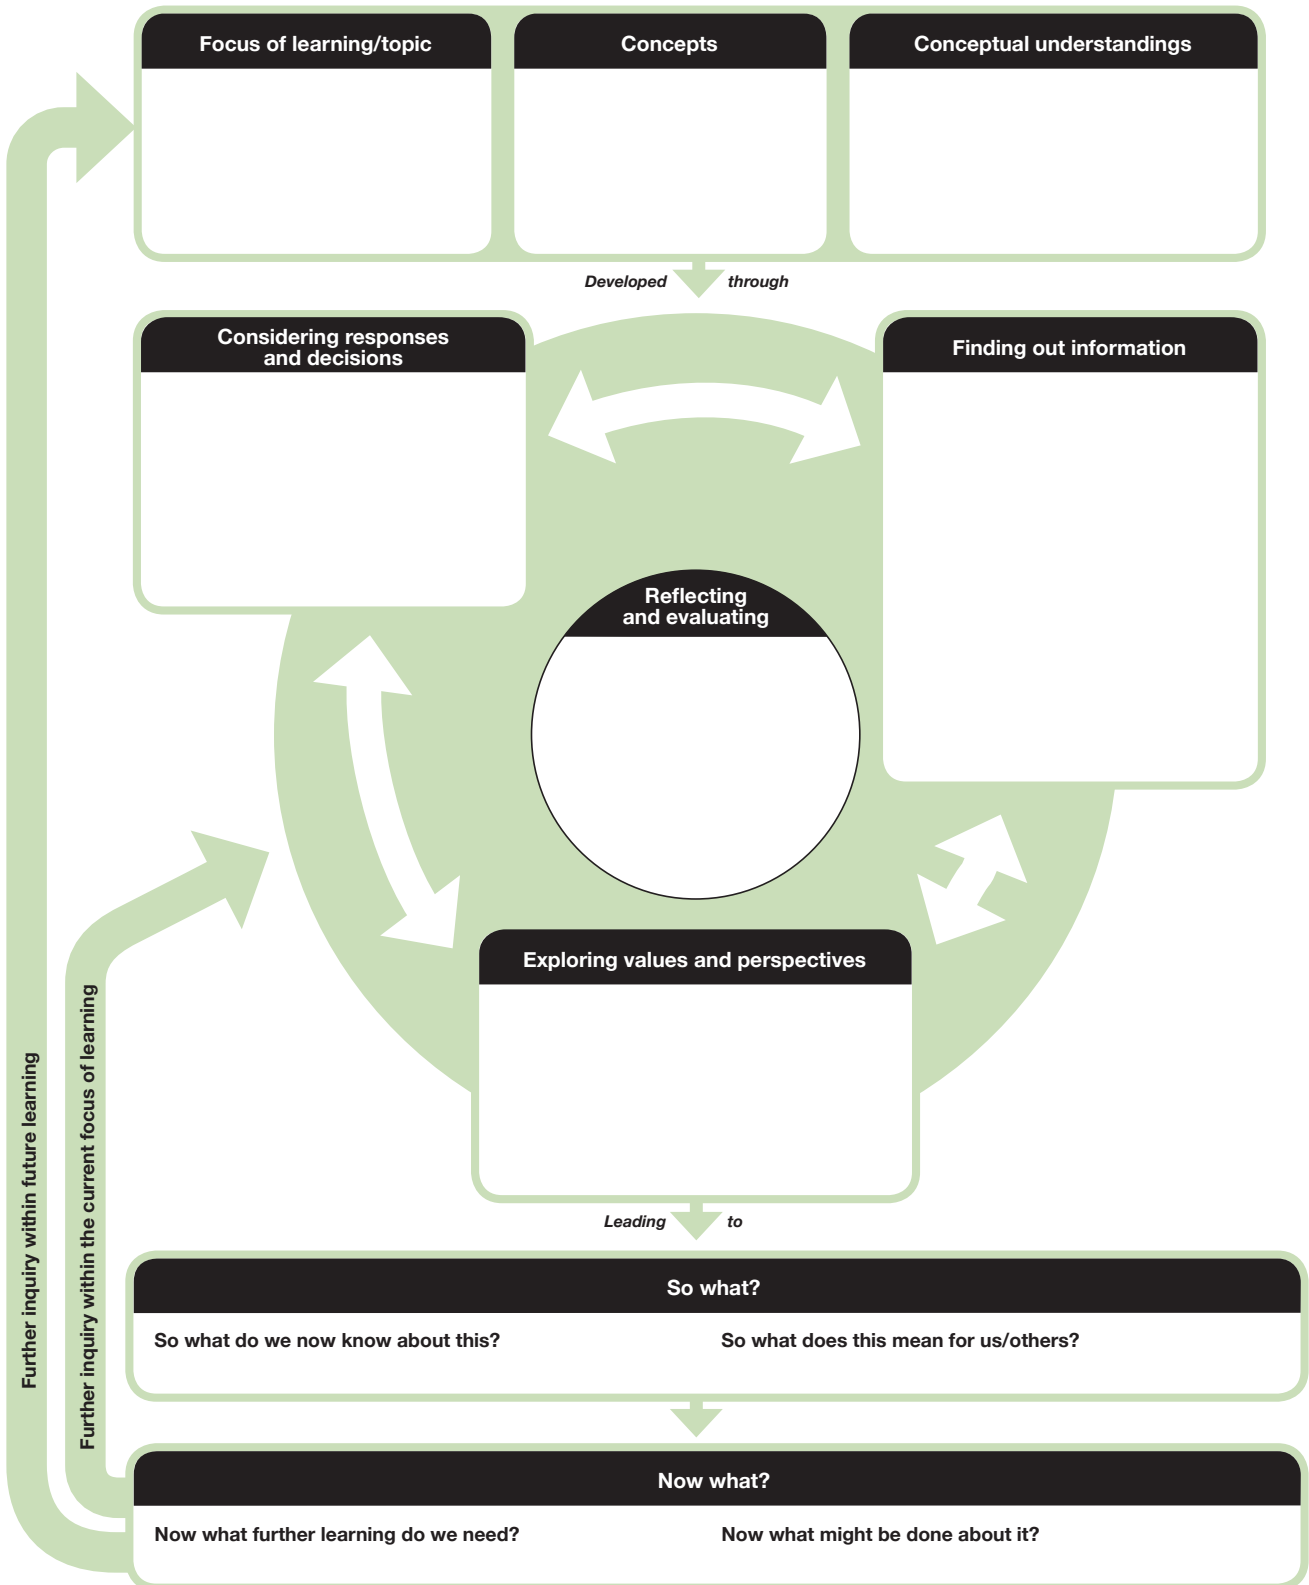 Focus of learning/topic
Concepts
Conceptual understandings
Developed through
Considering responses
and decisions
Finding out information
Reflecting
and evaluating
Exploring values and perspectives
Further inquiry within future learning
Further inquiry within the current focus of learning
Leading to
So what?
So what do we now know about this?
So what does this mean for us/others?
Now what?
Now what further learning do we need?
Now what might be done about it?